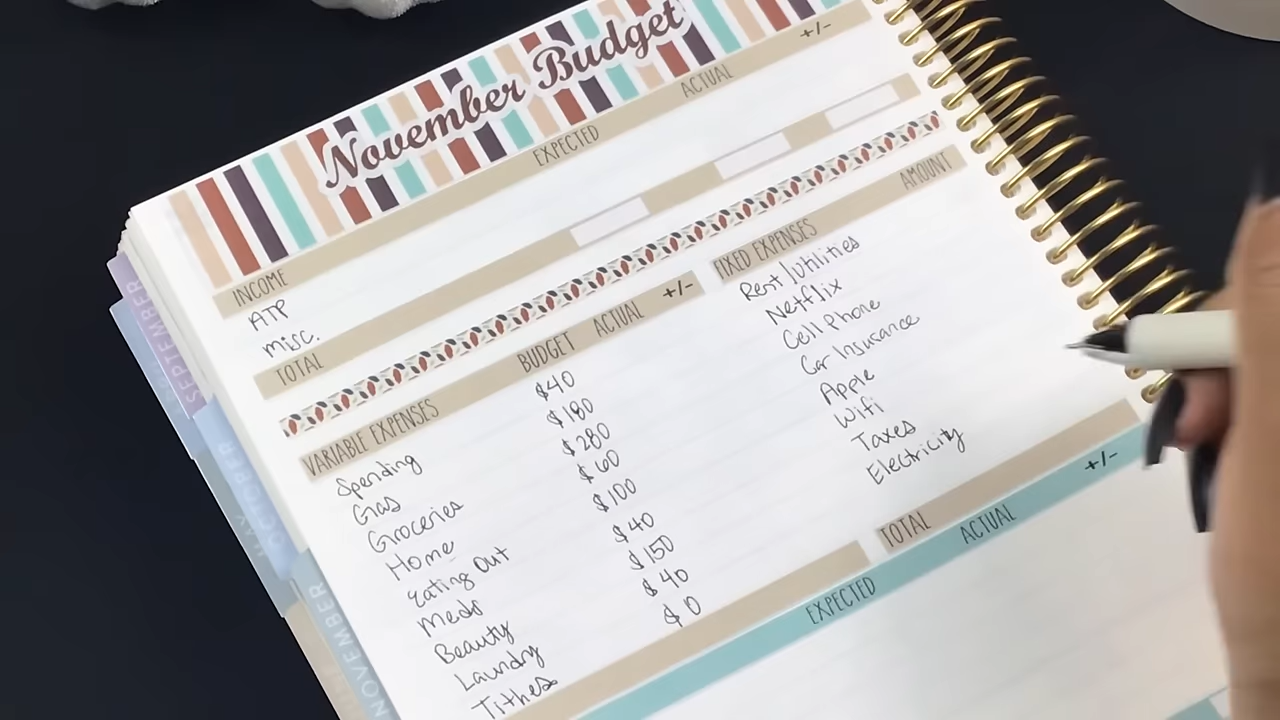 November Budget
INCOME EXPECTED ACTUAL +/-
ATP
misc.
TOTAL
VARIABLE EXPENSES BUDGET ACTUAL +/-
Spending $40
Gas $180
Groceries $280
Home $60
Eating Out $100
Meds $40
Beauty $150
Laundry $40
Tithes $0
FIXED EXPENSES AMOUNT
Rent/Utilities
Netflix
Cell Phone
Car Insurance
Apple
Wifi
Taxes
Electricity
TOTAL
EXPECTED ACTUAL +/-
SEPTEMBER
OCTOBER
NOVEMBER